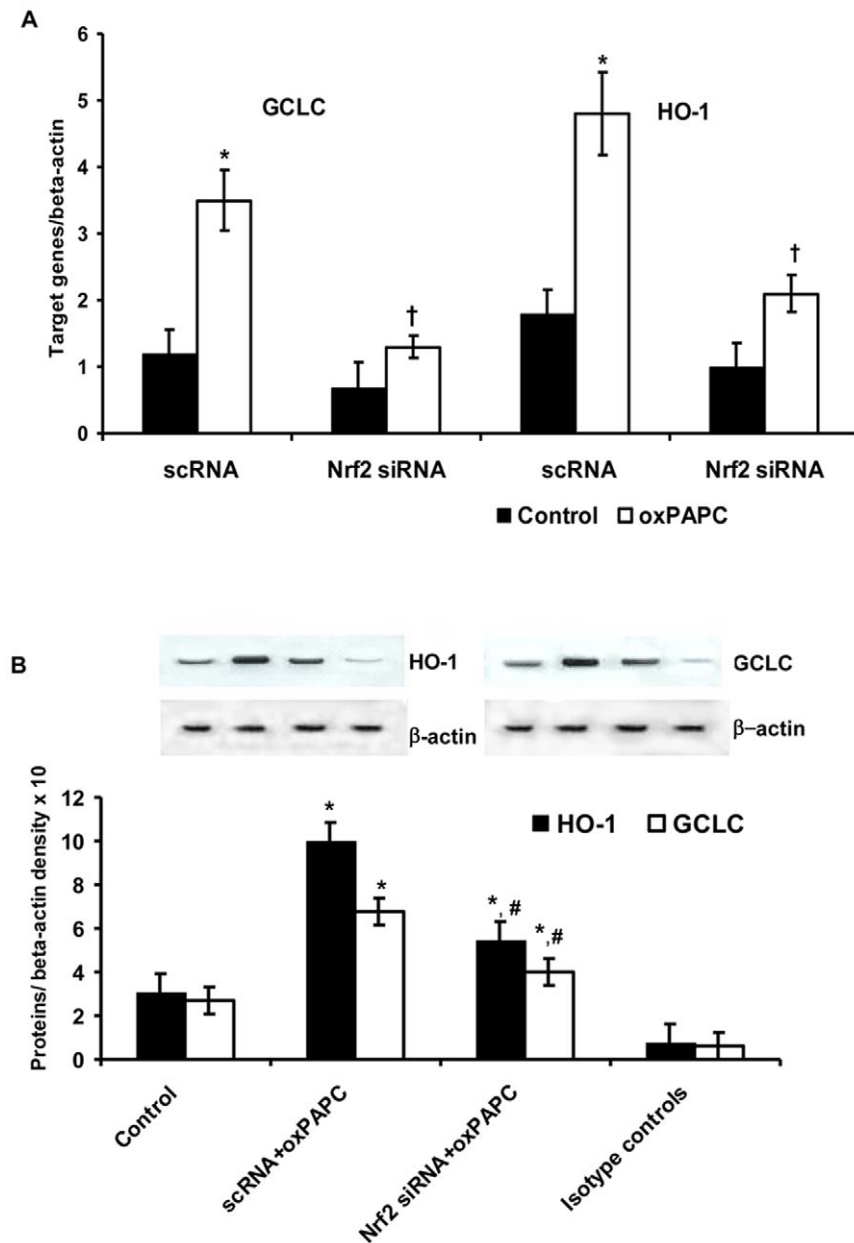 A
6
5
4
3
2
1
0
Target genes/beta-actin
GCLC
HO-1
*
†
*
†
scRNA
Nrf2 siRNA
scRNA
Nrf2 siRNA
Control
oxPAPC
B
HO-1
β-actin
GCLC
β–actin
12
10
8
6
4
2
0
Proteins/ beta-actin density x 10
HO-1
GCLC
*
*
*, #
*,#
Control
scRNA+oxPAPC
Nrf2 siRNA+oxPAPC
Isotype controls